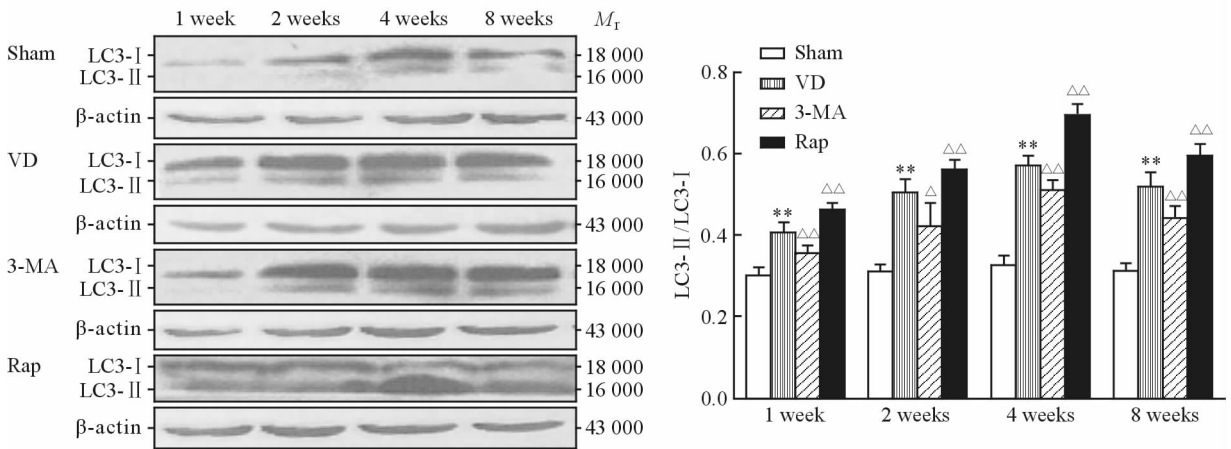 1 week 2 weeks 4 weeks 8 weeks Mr
Sham LC3-Ⅰ 18 000
LC3-Ⅱ 16 000
β-actin 43 000
VD LC3-Ⅰ 18 000
LC3-Ⅱ 16 000
β-actin 43 000
3-MA LC3-Ⅰ 18 000
LC3-Ⅱ 16 000
β-actin 43 000
Rap LC3-Ⅰ 18 000
LC3-Ⅱ 16 000
β-actin 43 000
Sham
VD
3-MA
Rap
LC3-Ⅱ/LC3-Ⅰ
0.8
0.6
0.4
0.2
0.0
** △△ △△
** △ △△
** △△ △△
** △△ △△
1 week 2 weeks 4 weeks 8 weeks